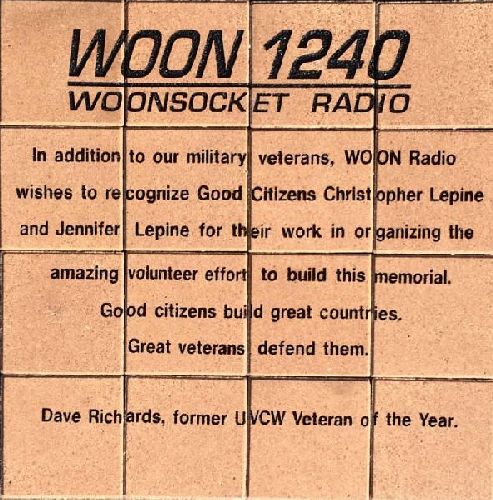 WOON 1240
WOONSOCKET RADIO
In addition to our military veterans, WOON Radio
wishes to recognize Good Citizens Christopher Lepine
and Jennifer Lepine for their work in organizing the
amazing volunteer effort to build this memorial.
Good citizens build great countries.
Great veterans defend them.
Dave Richards, former UVCW Veteran of the Year.